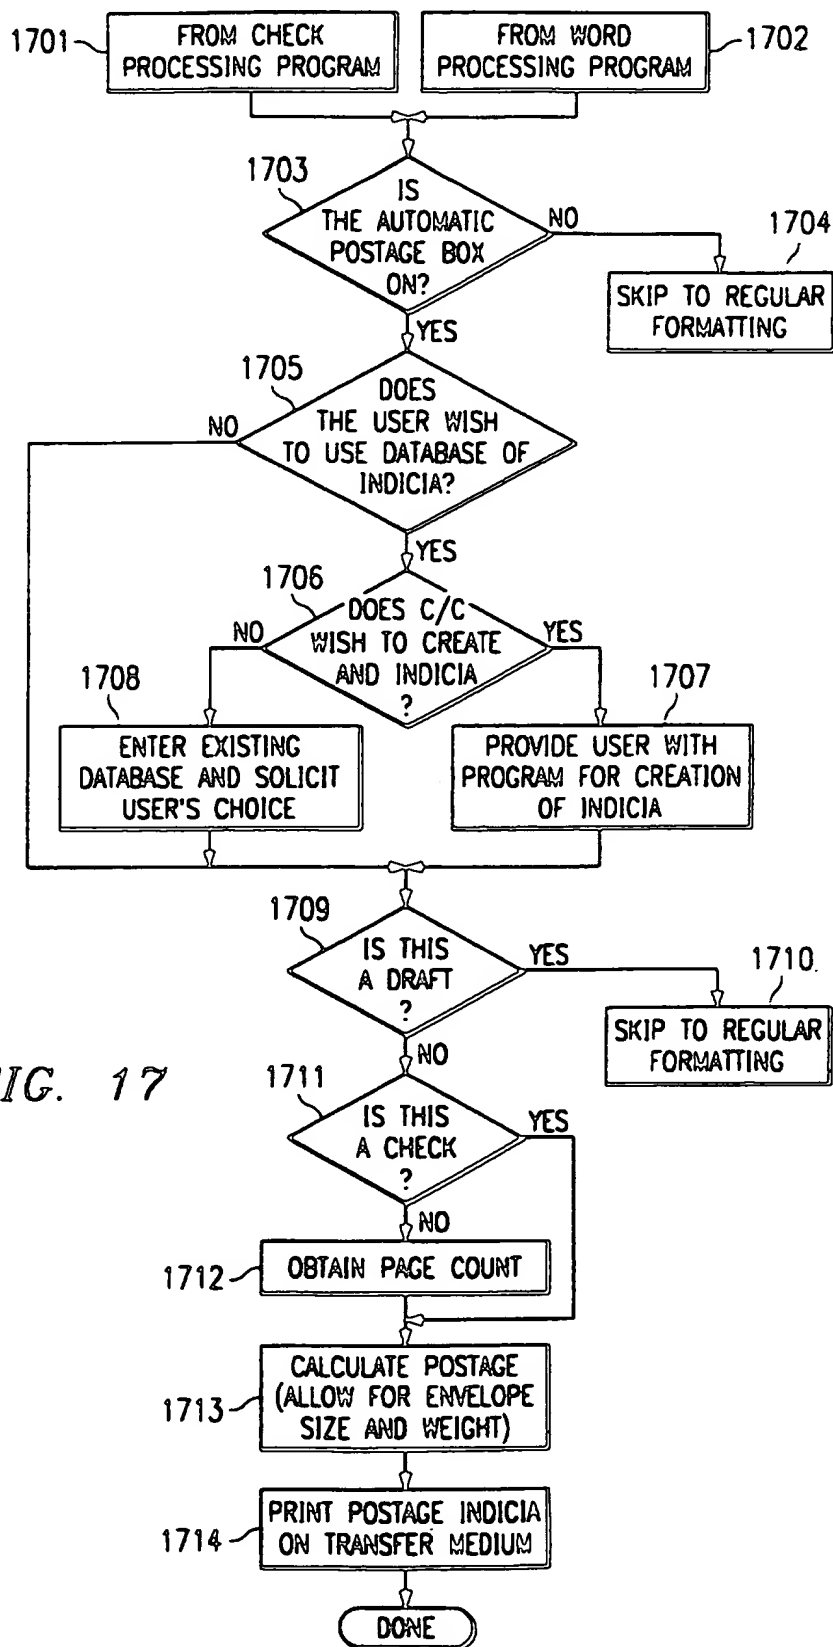 1701
FROM CHECK
PROCESSING PROGRAM
FROM WORD
PROCESSING PROGRAM
1702
1703
IS
THE AUTOMATIC
POSTAGE BOX
ON?
NO
1704
SKIP TO REGULAR
FORMATTING
YES
1705
DOES
THE USER WISH
TO USE DATABASE OF
INDICIA?
NO
YES
1706
DOES C/C
WISH TO CREATE
AND INDICIA
?
NO
YES
1708
ENTER EXISTING
DATABASE AND SOLICIT
USER'S CHOICE
1707
PROVIDE USER WITH
PROGRAM FOR CREATION
OF INDICIA
1709
IS THIS
A DRAFT
?
YES
1710
SKIP TO REGULAR
FORMATTING
NO
FIG. 17
1711
IS THIS
A CHECK
?
YES
NO
1712
OBTAIN PAGE COUNT
1713
CALCULATE POSTAGE
(ALLOW FOR ENVELOPE
SIZE AND WEIGHT)
1714
PRINT POSTAGE INDICIA
ON TRANSFER MEDIUM
DONE